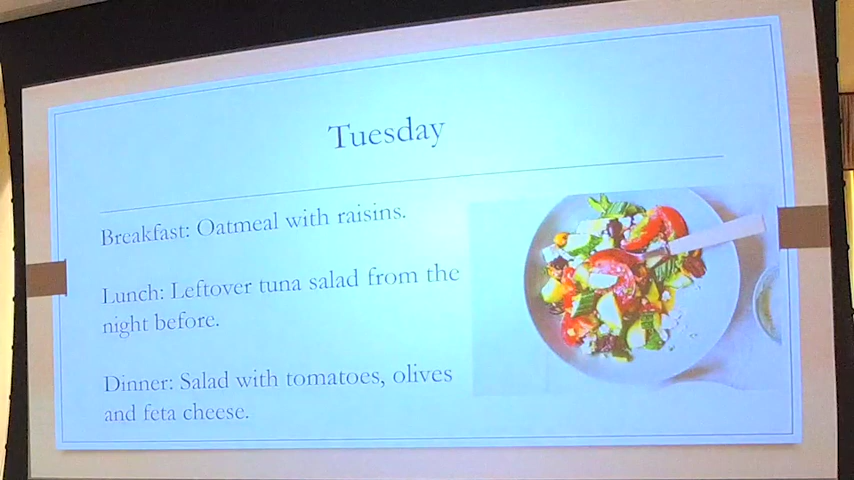 Tuesday
Breakfast: Oatmeal with raisins.
Lunch: Leftover tuna salad from the
night before.
Dinner: Salad with tomatoes, olives
and feta cheese.